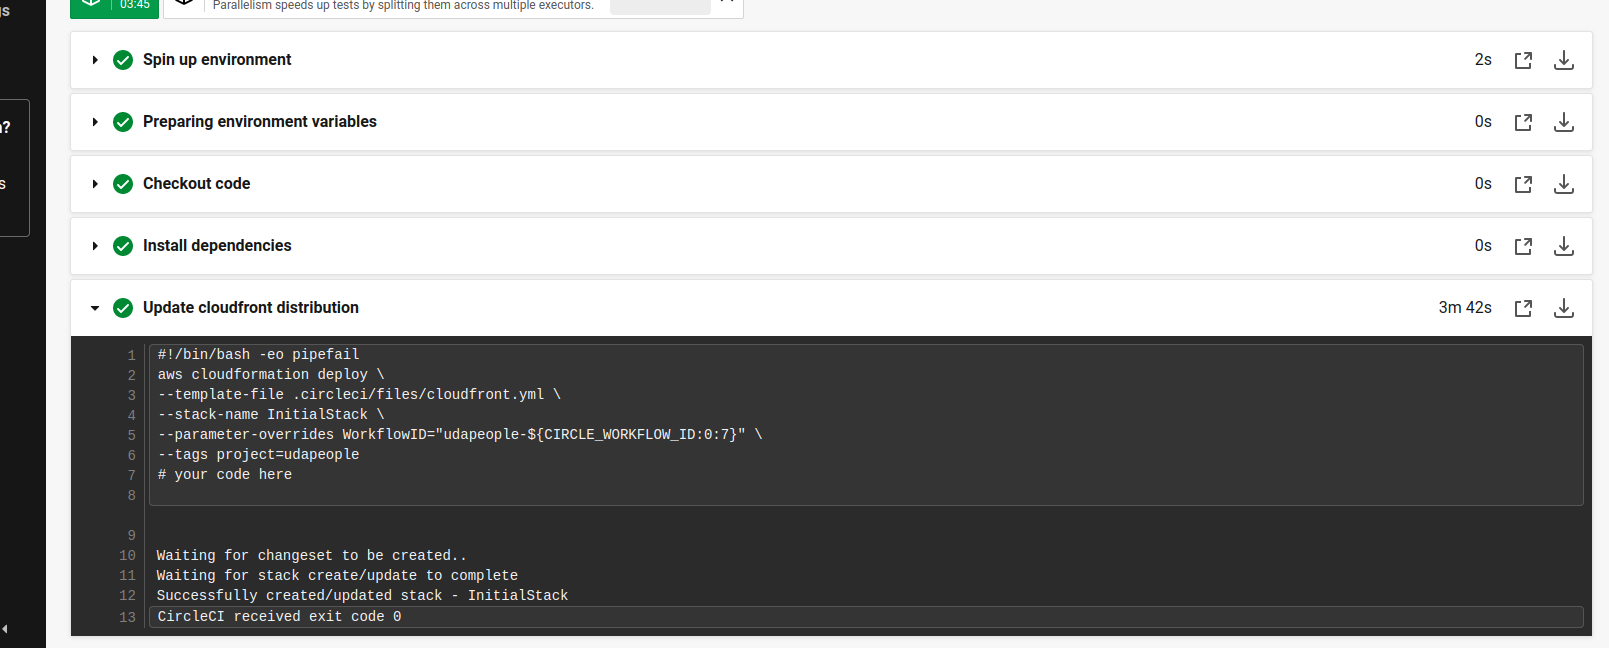 gs
03:45
Parallelism speeds up tests by splitting them across multiple executors.
?
s
Spin up environment 2s
Preparing environment variables 0s
Checkout code 0s
Install dependencies 0s
Update cloudfront distribution 3m 42s
1 #!/bin/bash -eo pipefail
2 aws cloudformation deploy \
3 --template-file .circleci/files/cloudfront.yml \
4 --stack-name InitialStack \
5 --parameter-overrides WorkflowID="udapeople-${CIRCLE_WORKFLOW_ID:0:7}" \
6 --tags project=udapeople
7 # your code here
8
9
10 Waiting for changeset to be created..
11 Waiting for stack create/update to complete
12 Successfully created/updated stack - InitialStack
13 CircleCI received exit code 0